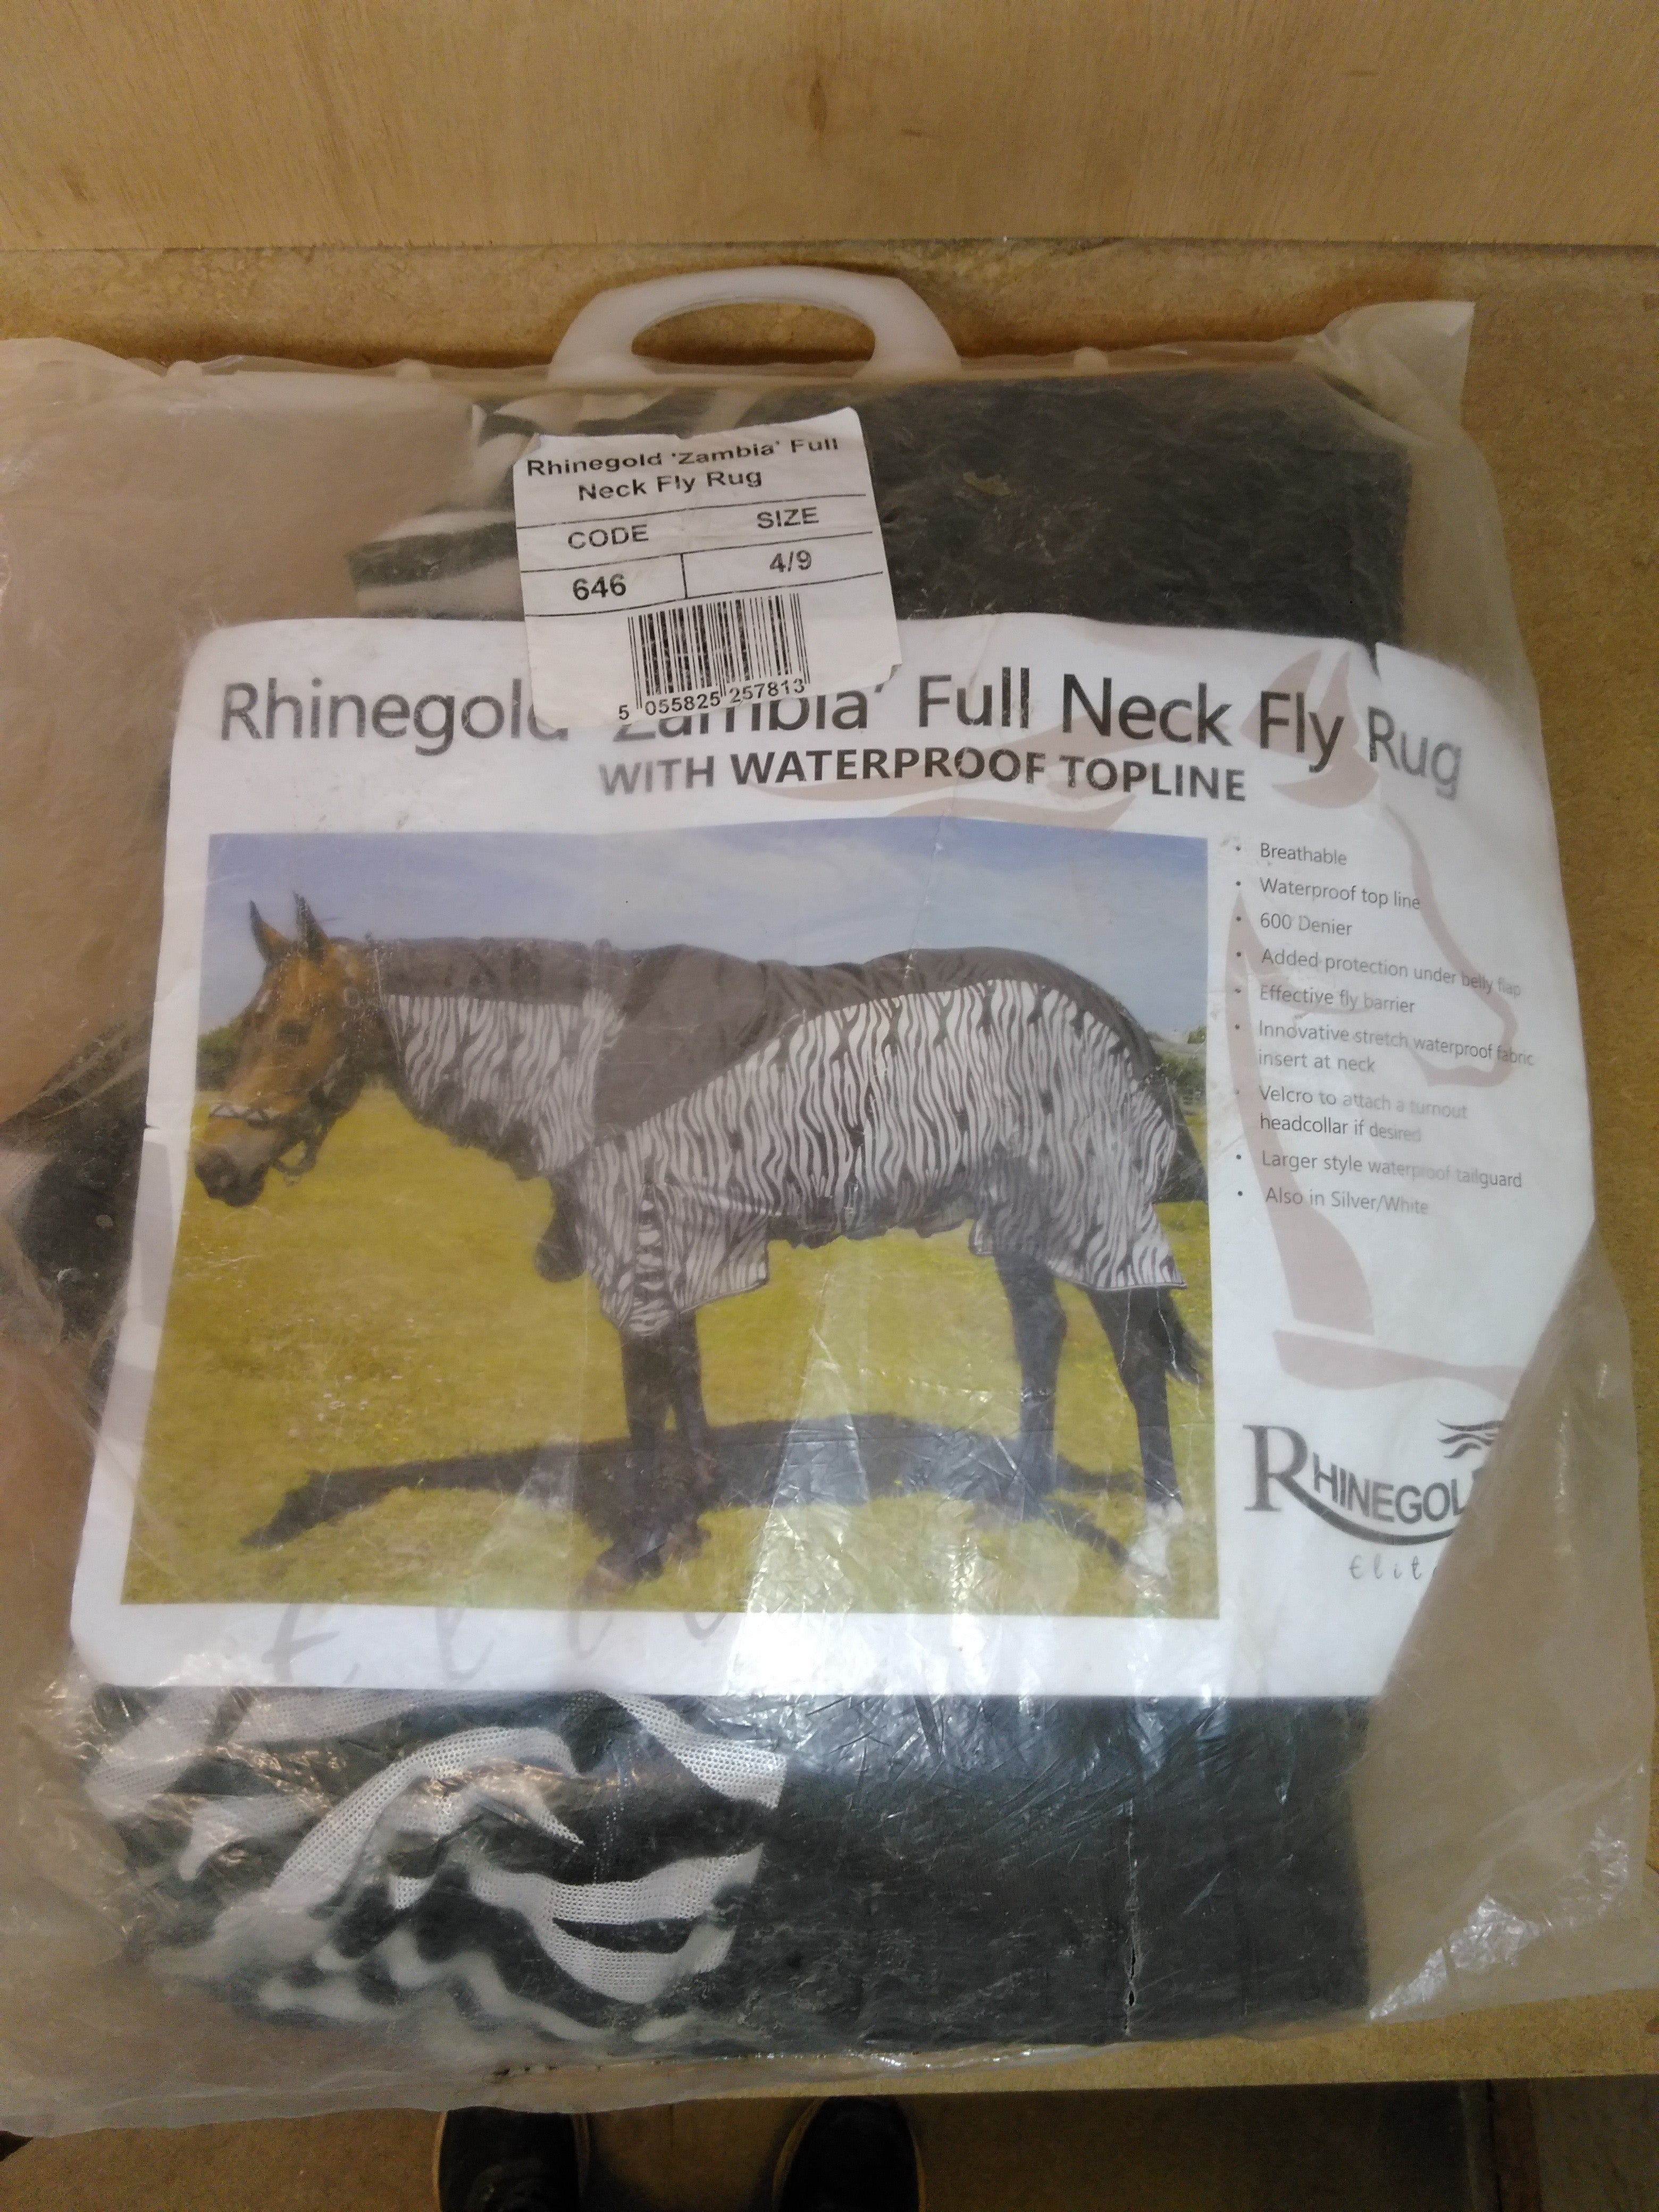 Rhinegold 'Zambia' Full
Neck Fly Rug
CODE SIZE
646 4/9
5 055825 257813
Rhinegold 'Zambia' Full Neck Fly Rug
WITH WATERPROOF TOPLINE
• Breathable
• Waterproof top line
• 600 Denier
• Added protection under belly flap
• Effective fly barrier
• Innovative stretch waterproof fabric
insert at neck
• Velcro to attach a turnout
headcollar if desired
• Larger style waterproof tailguard
• Also in Silver/White
RHINEGOL
Elit